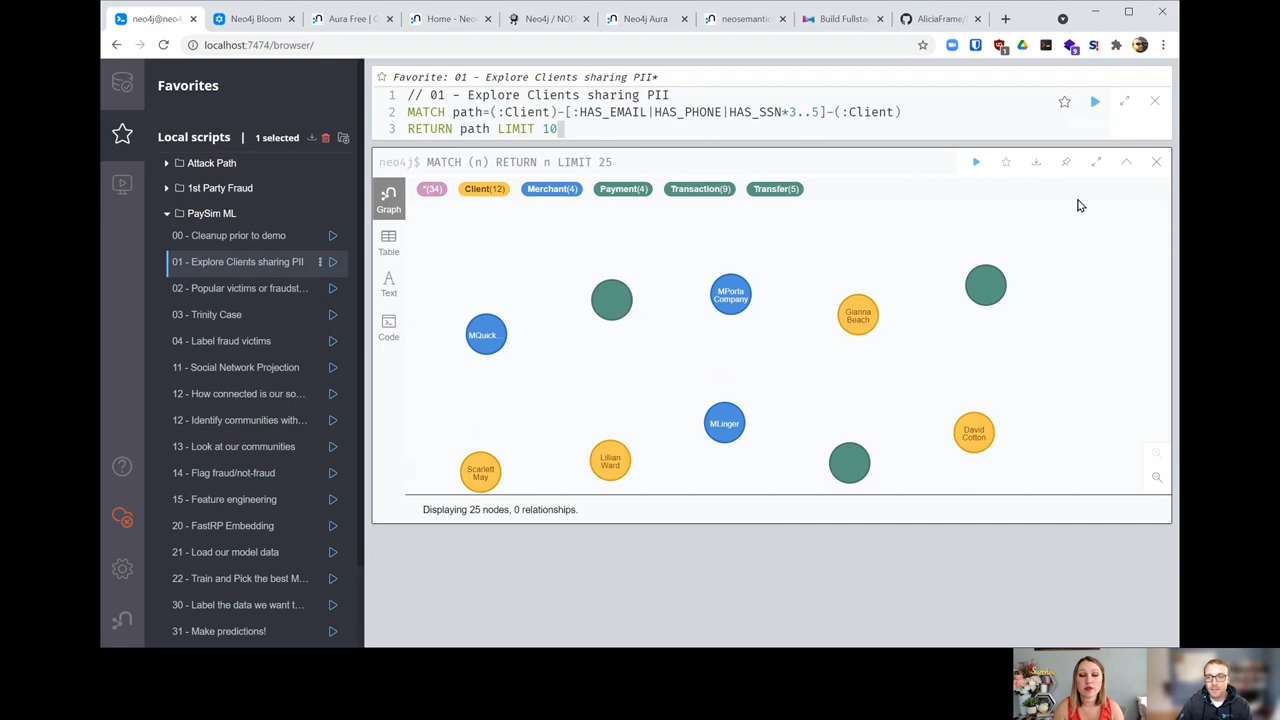 neo4j@neo4
Neo4j Bloom
Aura Free | C
Home - Neo
Neo4j / NOD
Neo4j Aura
neosemantic
Build Fullsta
AliciaFrame/
localhost:7474/browser/
Favorites
Local scripts
1 selected
Attack Path
1st Party Fraud
PaySim ML
00 - Cleanup prior to demo
01 - Explore Clients sharing PII
02 - Popular victims or fraudst...
03 - Trinity Case
04 - Label fraud victims
11 - Social Network Projection
12 - How connected is our so...
12 - Identify communities with...
13 - Look at our communities
14 - Flag fraud/not-fraud
15 - Feature engineering
20 - FastRP Embedding
21 - Load our model data
22 - Train and Pick the best M...
30 - Label the data we want t...
31 - Make predictions!
Favorite: 01 - Explore Clients sharing PII*
1 // 01 - Explore Clients sharing PII
2 MATCH path=(:Client)-[:HAS_EMAIL|HAS_PHONE|HAS_SSN*3..5]-(:Client)
3 RETURN path LIMIT 10
neo4j$ MATCH (n) RETURN n LIMIT 25
*(34) Client(12) Merchant(4) Payment(4) Transaction(9) Transfer(5)
Graph
Table
Text
Code
MQuick...
MPorta
Company
Gianna
Beach
MLinger
David
Cotton
Scarlett
May
Lillian
Ward
Displaying 25 nodes, 0 relationships.